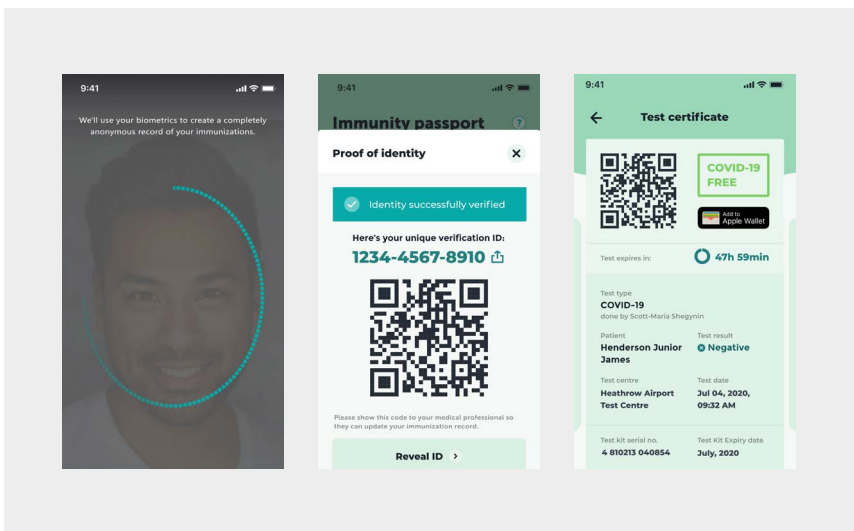 9:41
We'll use your biometrics to create a completely
anonymous record of your immunizations.
9:41
Immunity passport ?
Proof of identity
Identity successfully verified
Here's your unique verification ID:
1234-4567-8910
Please show this code to your medical professional so
they can update your immunization record.
Reveal ID
9:41
Test certificate
COVID-19
FREE
Add to
Apple Wallet
Test expires in:
47h 59min
Test type
COVID-19
done by Scott-Maria Shegynin
Patient
Henderson Junior
James
Test result
Negative
Test centre
Heathrow Airport
Test Centre
Test date
Jul 04, 2020,
09:32 AM
Test kit serial no.
4 810213 040854
Test Kit Expiry date
July, 2020